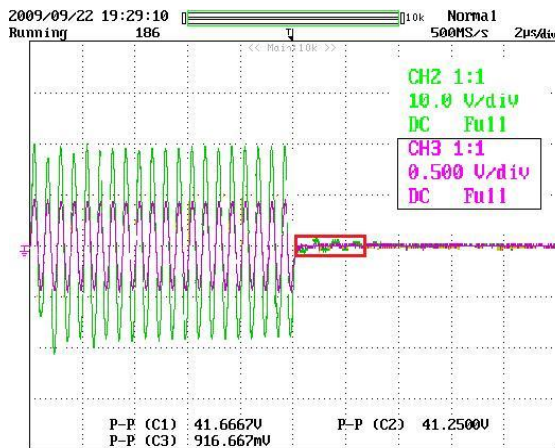 2009/09/22 19:29:10 10k Normal
Running 186 500MS/s 2μs/div
<< Main:10k >>
CH2 1:1
10.0 V/div
DC Full
CH3 1:1
0.500 V/div
DC Full
P-P (C1) 41.6667V P-P (C2) 41.2500V
P-P (C3) 916.667mV